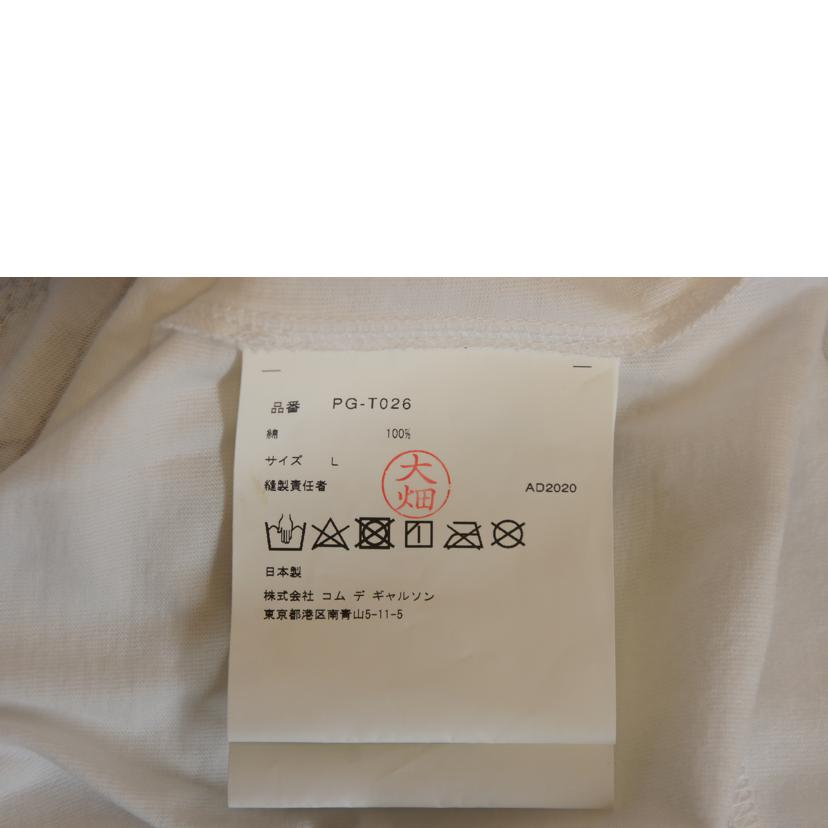 品番 PG-T026
綿 100%
サイズ L
縫製責任者 大畑 AD2020
日本製
株式会社 コム デ ギャルソン
東京都港区南青山5-11-5